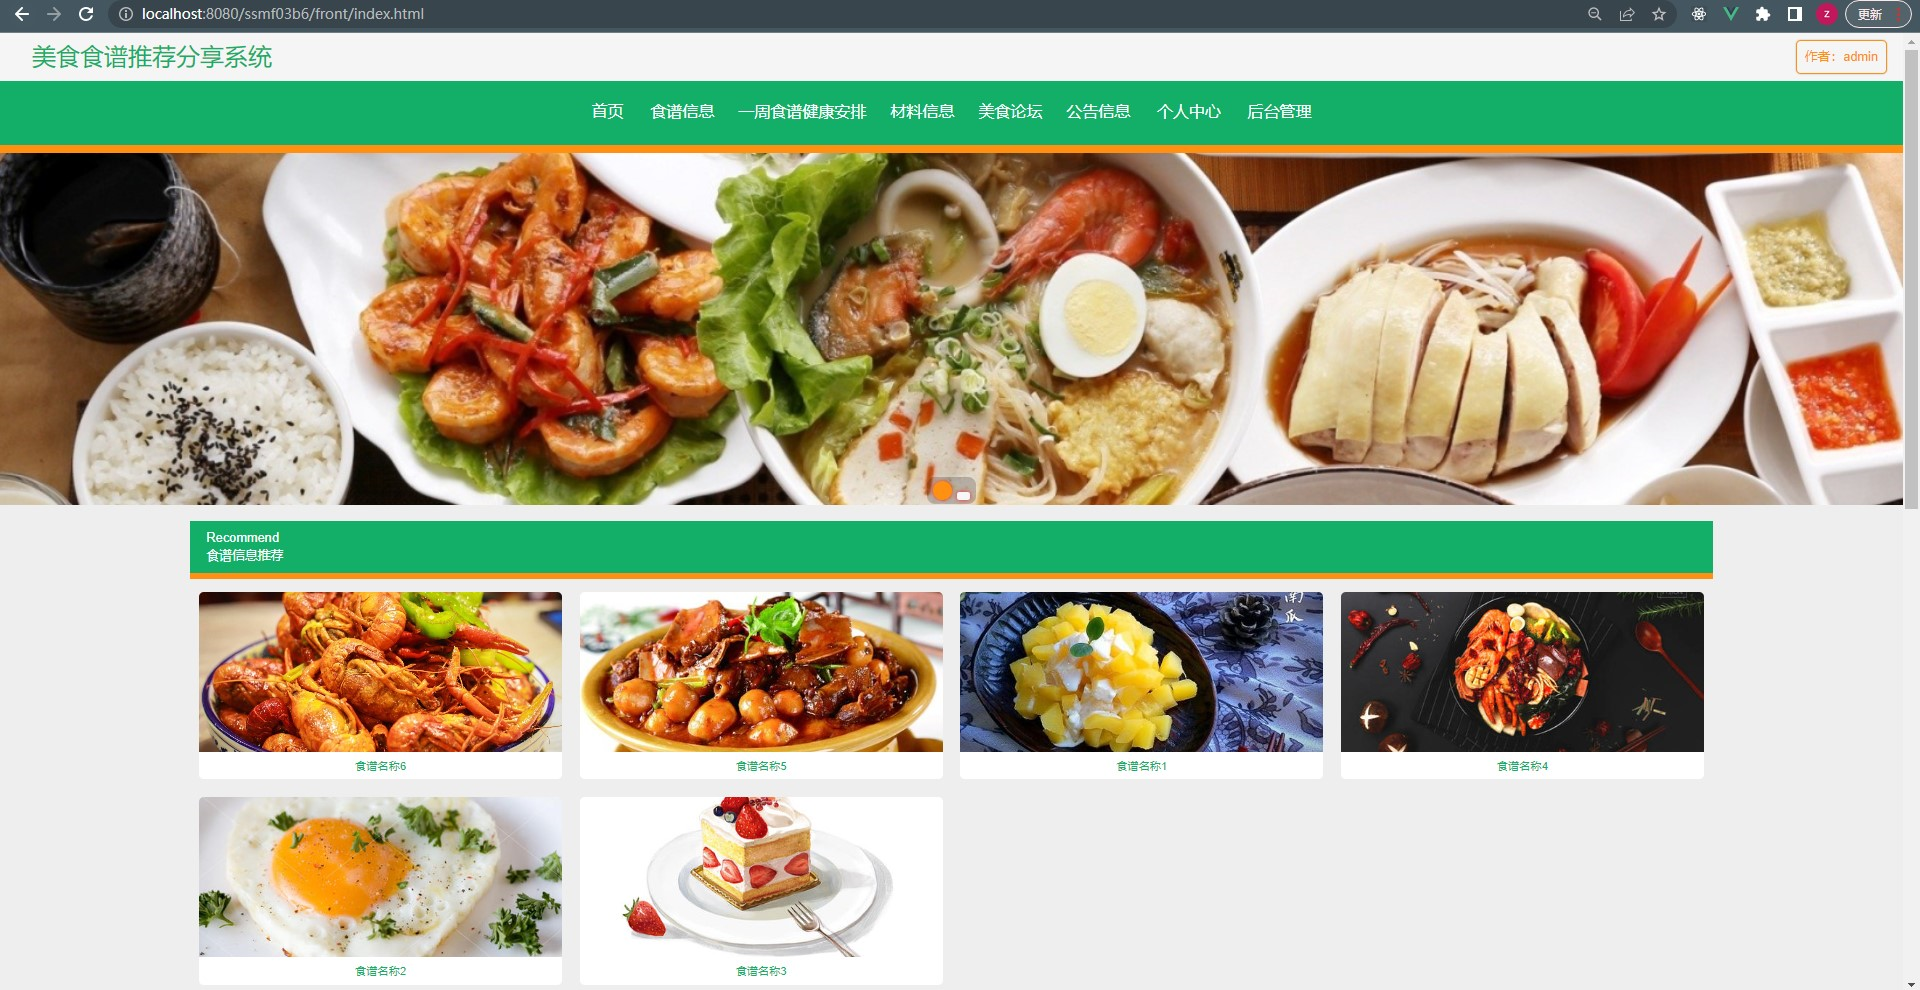 localhost:8080/ssmf03b6/front/index.html
z
更新
美食食谱推荐分享系统
作者：admin
首页 食谱信息 一周食谱健康安排 材料信息 美食论坛 公告信息 个人中心 后台管理
Recommend
食谱信息推荐
南
瓜
食谱名称6 食谱名称5 食谱名称1 食谱名称4
食谱名称2 食谱名称3